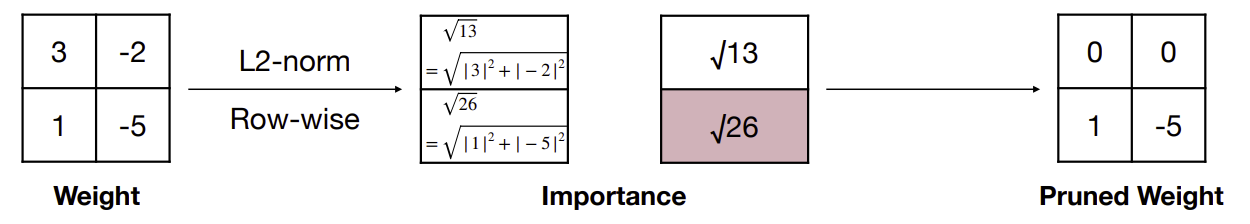 3 -2
1 -5
Weight
L2-norm
Row-wise
√13
= √|3|² + | − 2|²
√26
= √|1|² + | − 5|²
√13
√26
Importance
0 0
1 -5
Pruned Weight